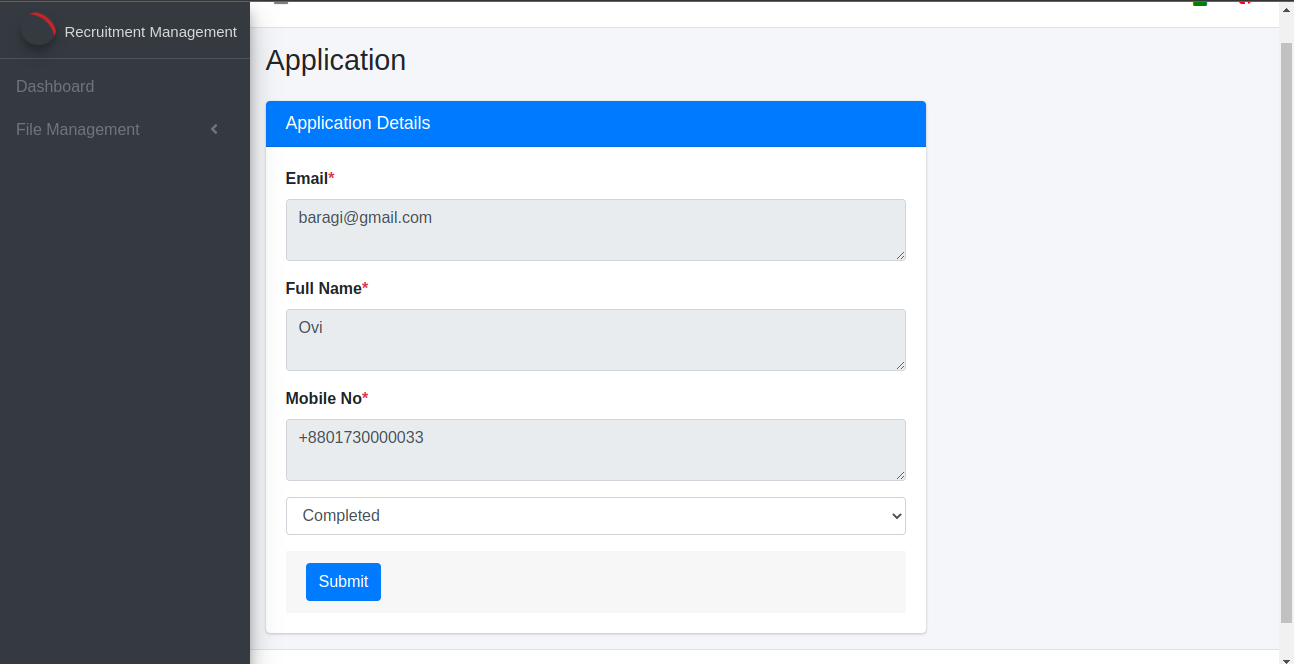 Recruitment Management
Dashboard
File Management
Application
Application Details
Email*
baragi@gmail.com
Full Name*
Ovi
Mobile No*
+8801730000033
Completed
Submit